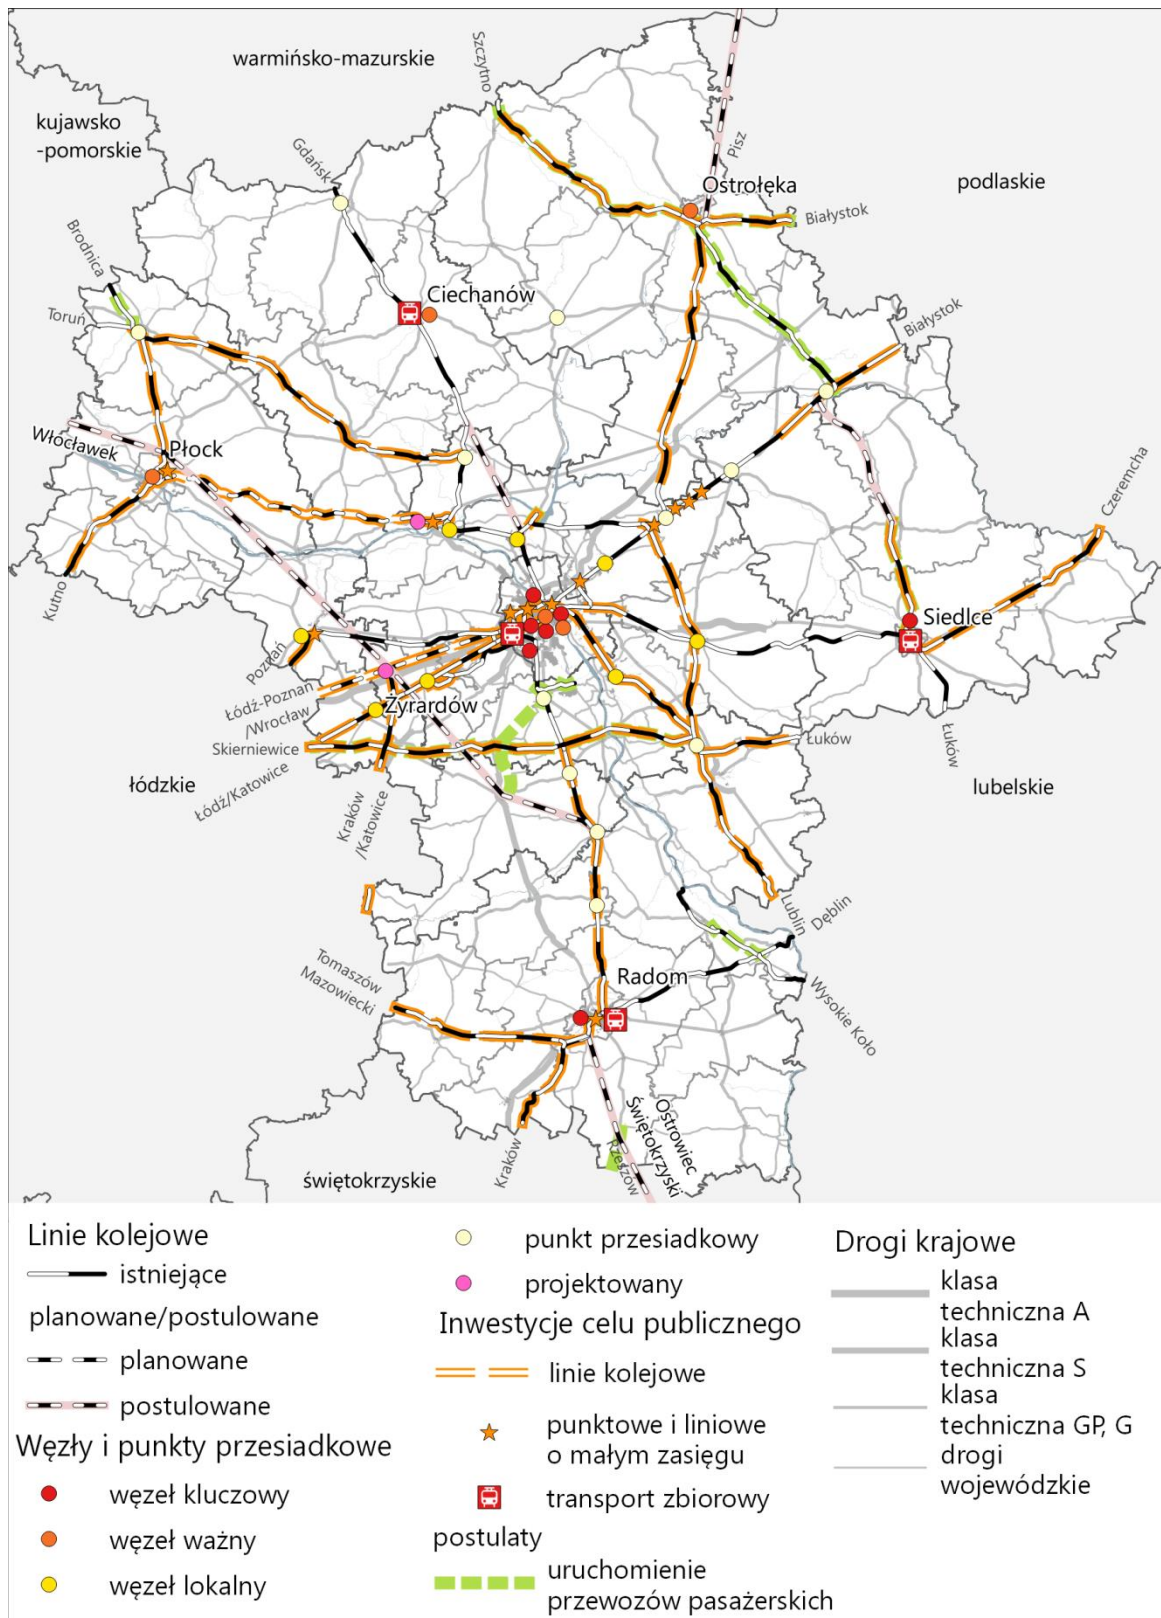 warmińsko-mazurskie
kujawsko
-pomorskie
Szczytno
Gdańsk
Pisz
Ostrołęka
podlaskie
Białystok
Brodnica
Toruń
Ciechanów
Białystok
Włocławek
Płock
Kutno
Czeremcha
Siedlce
Poznań
Łódź-Poznan
/Wrocław
Żyrardów
Skierniewice
Łódź/Katowice
Kraków
/Katowice
łódzkie
Łuków
Łuków
lubelskie
Lublin
Dęblin
Tomaszów
Mazowiecki
Radom
Wysokie Koło
Kraków
Rzeszów
Ostrowiec
Świętokrzyski
świętokrzyskie
Linie kolejowe
istniejące
planowane/postulowane
planowane
postulowane
Węzły i punkty przesiadkowe
węzeł kluczowy
węzeł ważny
węzeł lokalny
punkt przesiadkowy
projektowany
Inwestycje celu publicznego
linie kolejowe
punktowe i liniowe
o małym zasięgu
transport zbiorowy
postulaty
uruchomienie
przewozów pasażerskich
Drogi krajowe
klasa
techniczna A
klasa
techniczna S
klasa
techniczna GP, G
drogi
wojewódzkie